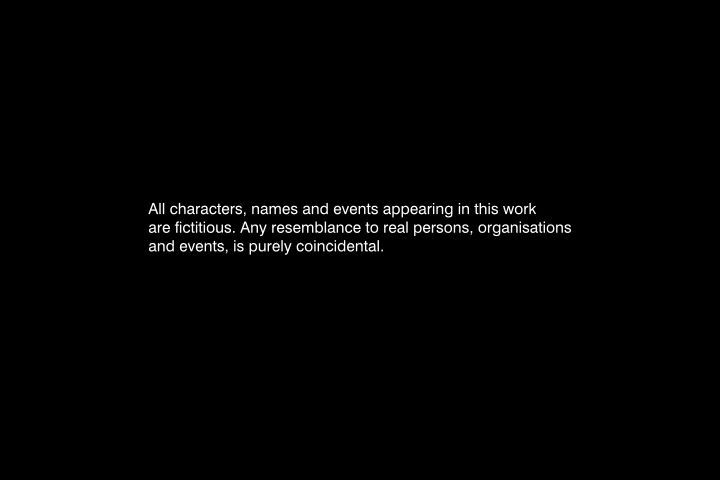 All characters, names and events appearing in this work
are fictitious. Any resemblance to real persons, organisations
and events, is purely coincidental.